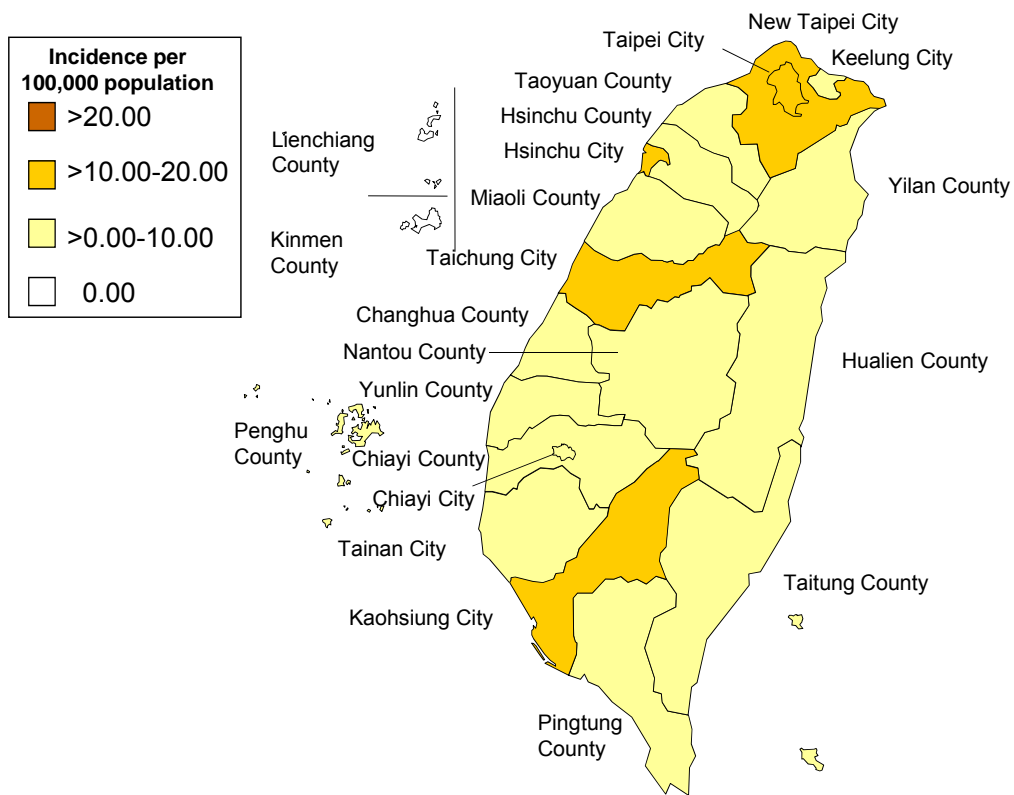 Incidence per
100,000 population
>20.00
>10.00-20.00
>0.00-10.00
0.00
New Taipei City
Taipei City
Keelung City
Taoyuan County
Hsinchu County
Lienchiang
County
Hsinchu City
Yilan County
Miaoli County
Kinmen
County
Taichung City
Changhua County
Nantou County
Hualien County
Yunlin County
Penghu
County
Chiayi County
Chiayi City
Tainan City
Taitung County
Kaohsiung City
Pingtung
County